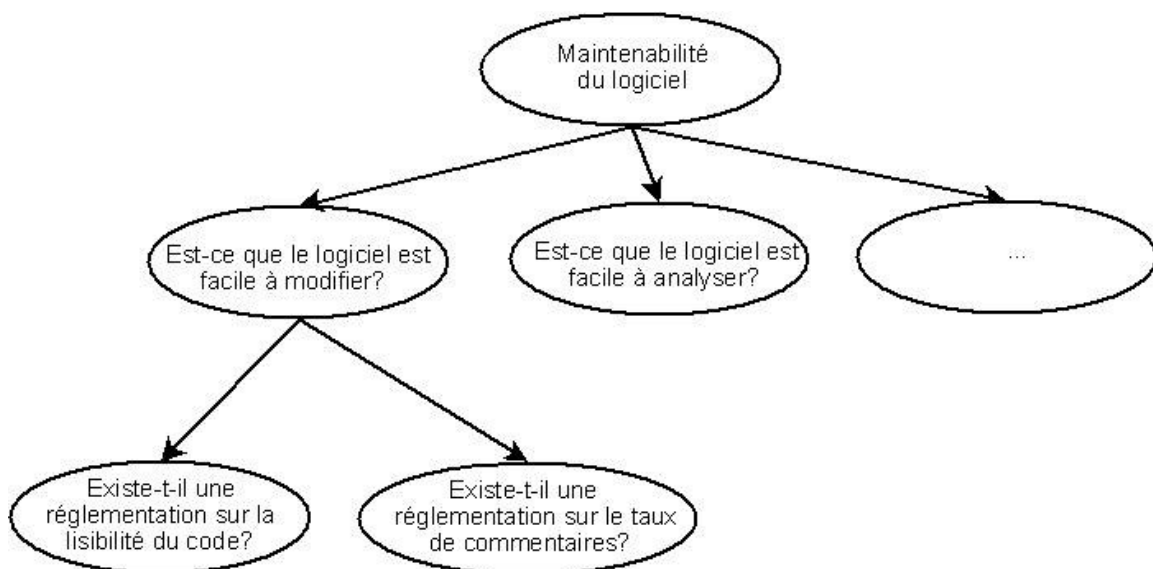 Maintenabilité
du logiciel
Est-ce que le logiciel est
facile à modifier?
Est-ce que le logiciel est
facile à analyser?
...
Existe-t-il une
réglementation sur la
lisibilité du code?
Existe-t-il une
réglementation sur le taux
de commentaires?